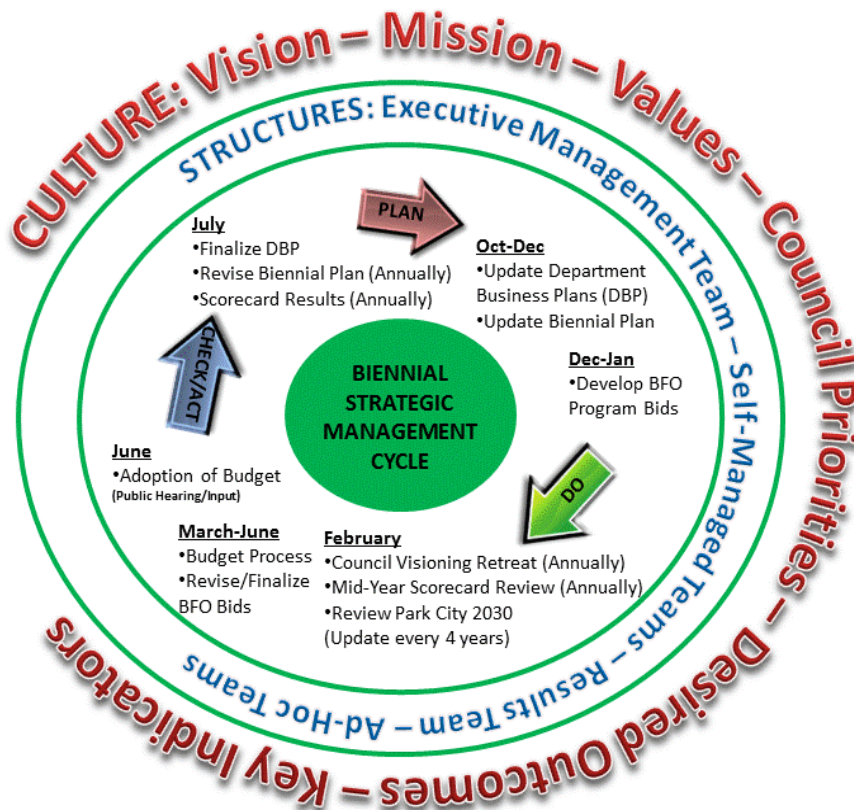 CULTURE: Vision – Mission – Values – Council Priorities – Desired Outcomes – Key Indicators
STRUCTURES: Executive Management Team – Self-Managed Teams – Results Team – Ad-Hoc Teams
PLAN
July
•Finalize DBP
•Revise Biennial Plan (Annually)
•Scorecard Results (Annually)
Oct-Dec
•Update Department
Business Plans (DBP)
•Update Biennial Plan
Dec-Jan
•Develop BFO
Program Bids
DO
February
•Council Visioning Retreat (Annually)
•Mid-Year Scorecard Review (Annually)
•Review Park City 2030
(Update every 4 years)
March-June
•Budget Process
•Revise/Finalize
BFO Bids
June
•Adoption of Budget
(Public Hearing/Input)
CHECK/ACT
BIENNIAL
STRATEGIC
MANAGEMENT
CYCLE